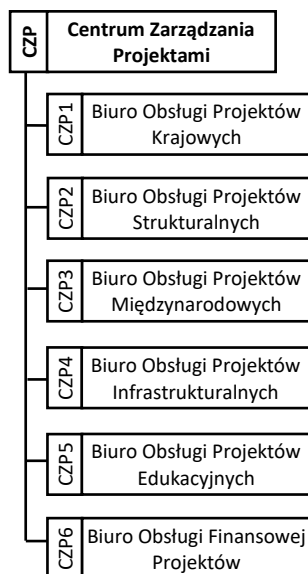 CZP
Centrum Zarządzania
Projektami
CZP1
Biuro Obsługi Projektów
Krajowych
CZP2
Biuro Obsługi Projektów
Strukturalnych
CZP3
Biuro Obsługi Projektów
Międzynarodowych
CZP4
Biuro Obsługi Projektów
Infrastrukturalnych
CZP5
Biuro Obsługi Projektów
Edukacyjnych
CZP6
Biuro Obsługi Finansowej
Projektów